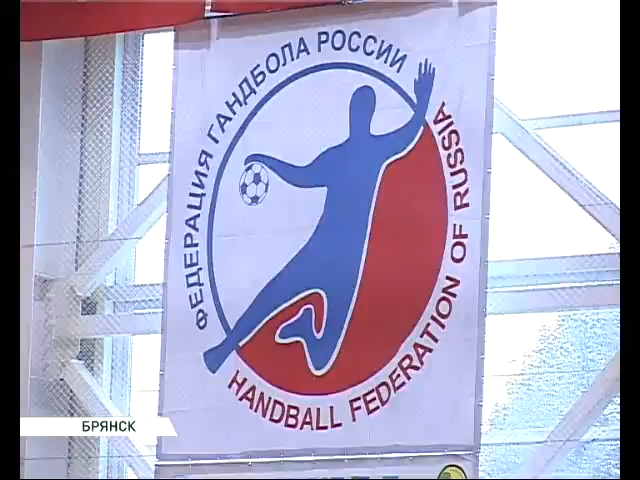 ФЕДЕРАЦИЯ ГАНДБОЛА РОССИИ
HANDBALL FEDERATION OF RUSSIA
БРЯНСК